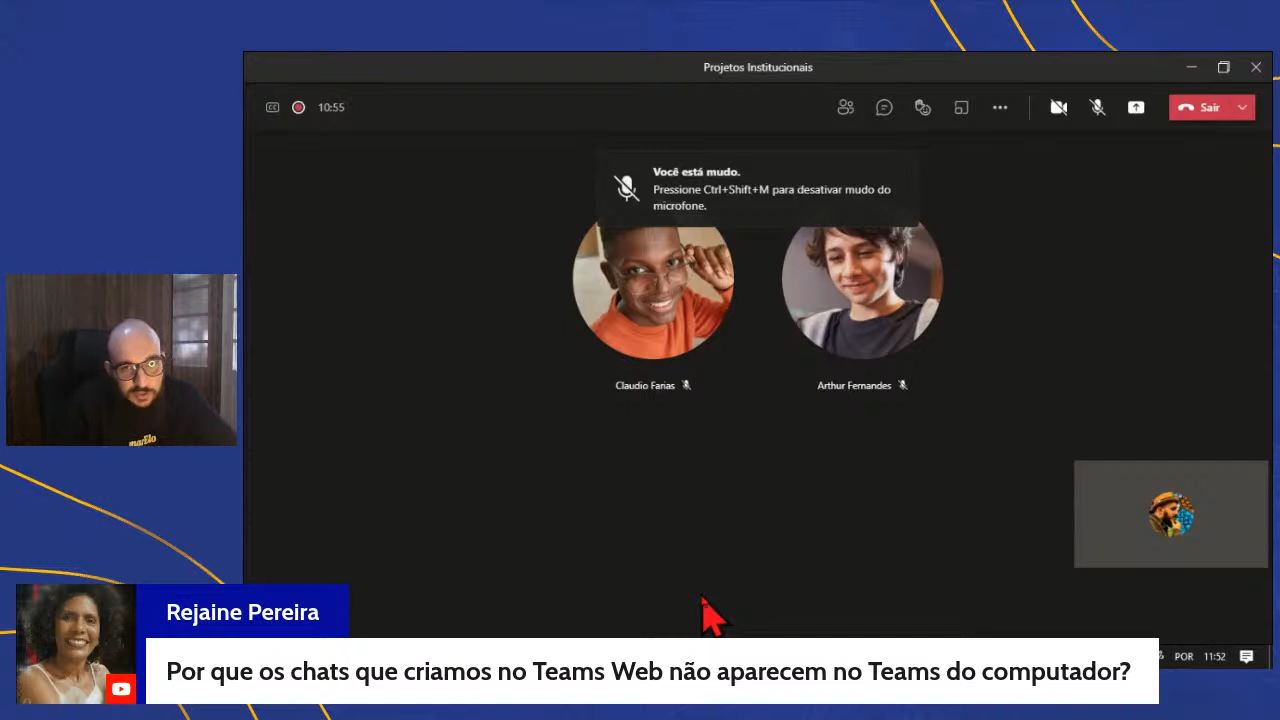 Projetos Institucionais
CC
10:55
Sair
Você está mudo.
Pressione Ctrl+Shift+M para desativar mudo do
microfone.
Claudio Farias
Arthur Fernandes
marElo
Rejaine Pereira
Por que os chats que criamos no Teams Web não aparecem no Teams do computador?
POR
11:52